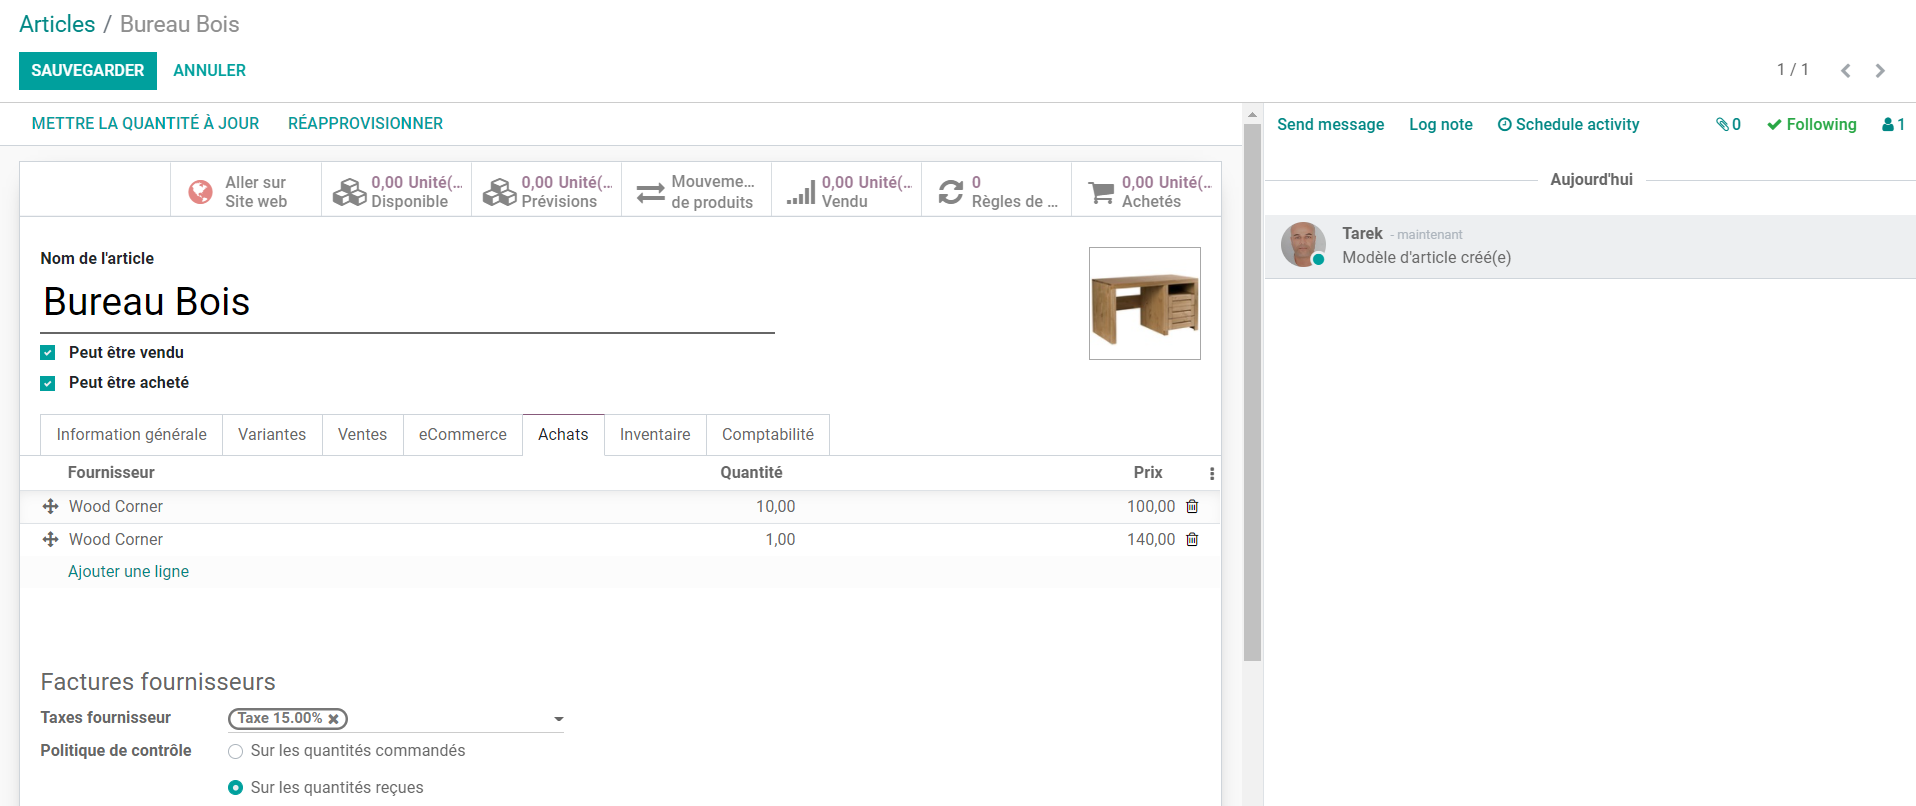 Articles / Bureau Bois
SAUVEGARDER ANNULER
1 / 1
METTRE LA QUANTITÉ À JOUR RÉAPPROVISIONNER
Send message Log note Schedule activity 0 Following 1
Aller sur
Site web
0,00 Unité(...
Disponible
0,00 Unité(...
Prévisions
Mouveme...
de produits
0,00 Unité(...
Vendu
0
Règles de ...
0,00 Unité(...
Achetés
Aujourd'hui
Tarek - maintenant
Modèle d'article créé(e)
Nom de l'article
Bureau Bois
Peut être vendu
Peut être acheté
Information générale Variantes Ventes eCommerce Achats Inventaire Comptabilité
Fournisseur Quantité Prix
Wood Corner 10,00 100,00
Wood Corner 1,00 140,00
Ajouter une ligne
Factures fournisseurs
Taxes fournisseur Taxe 15.00%
Politique de contrôle Sur les quantités commandés
Sur les quantités reçues